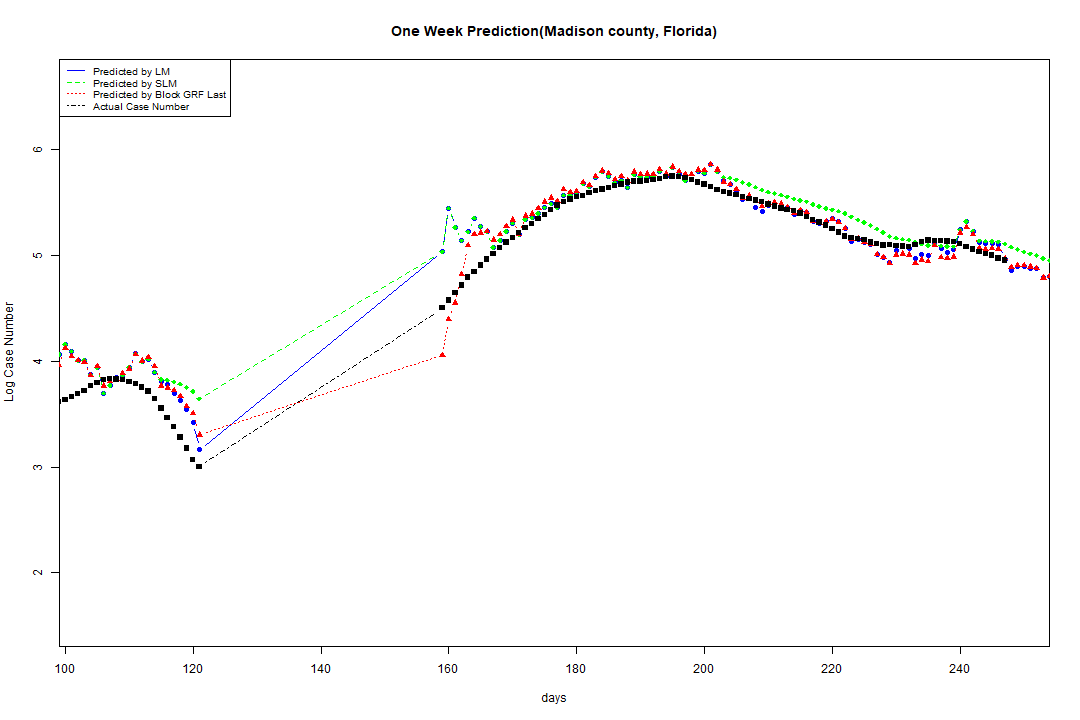 One Week Prediction(Madison county, Florida)
Predicted by LM
Predicted by SLM
Predicted by Block GRF Last
Actual Case Number
Log Case Number
6
5
4
3
2
100 120 140 160 180 200 220 240
days